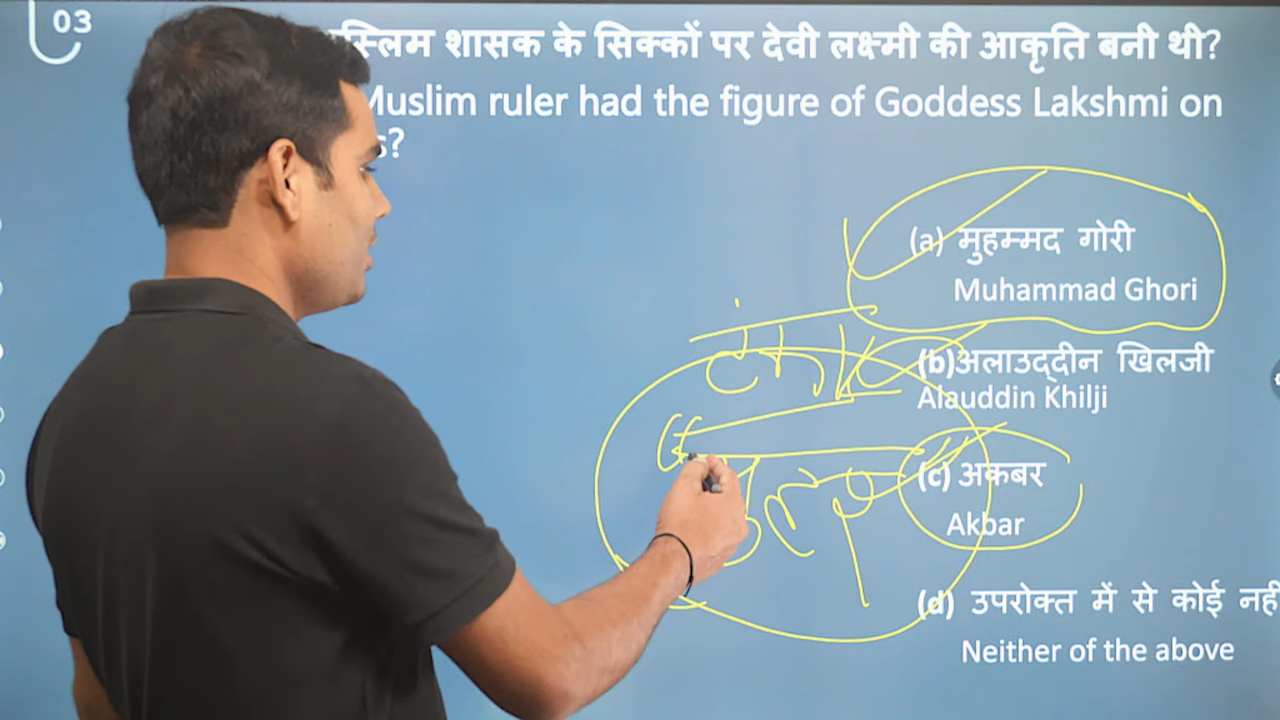 03
स्लिम शासक के सिक्कों पर देवी लक्ष्मी की आकृति बनी थी?
Muslim ruler had the figure of Goddess Lakshmi on
s?
(a) मुहम्मद गोरी
Muhammad Ghori
(b)अलाउद्दीन खिलजी
Alauddin Khilji
(c) अकबर
Akbar
(d) उपरोक्त में से कोई नही
Neither of the above